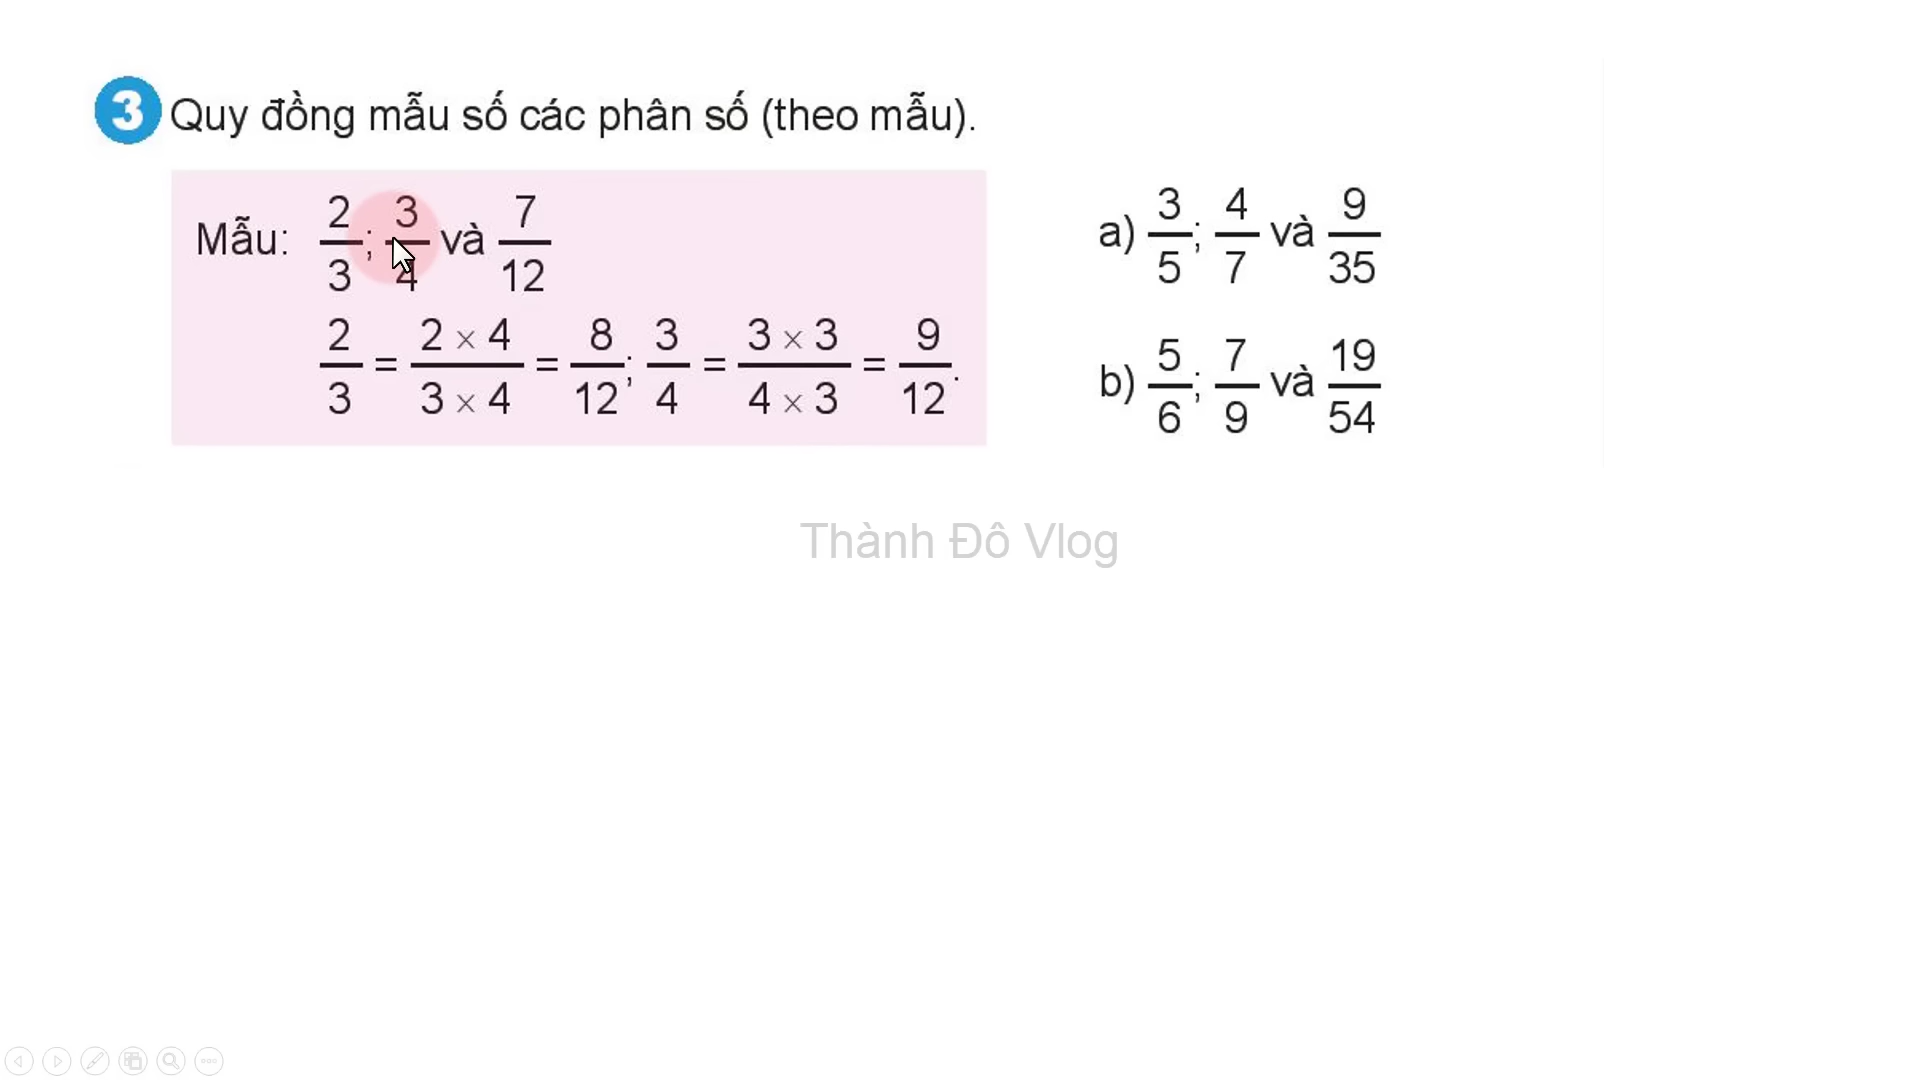 3 Quy đồng mẫu số các phân số (theo mẫu).
Mẫu: 2/3; 3/4 và 7/12
2/3 = 2 × 4/3 × 4 = 8/12; 3/4 = 3 × 3/4 × 3 = 9/12.
a) 3/5; 4/7 và 9/35
b) 5/6; 7/9 và 19/54
Thành Đô Vlog